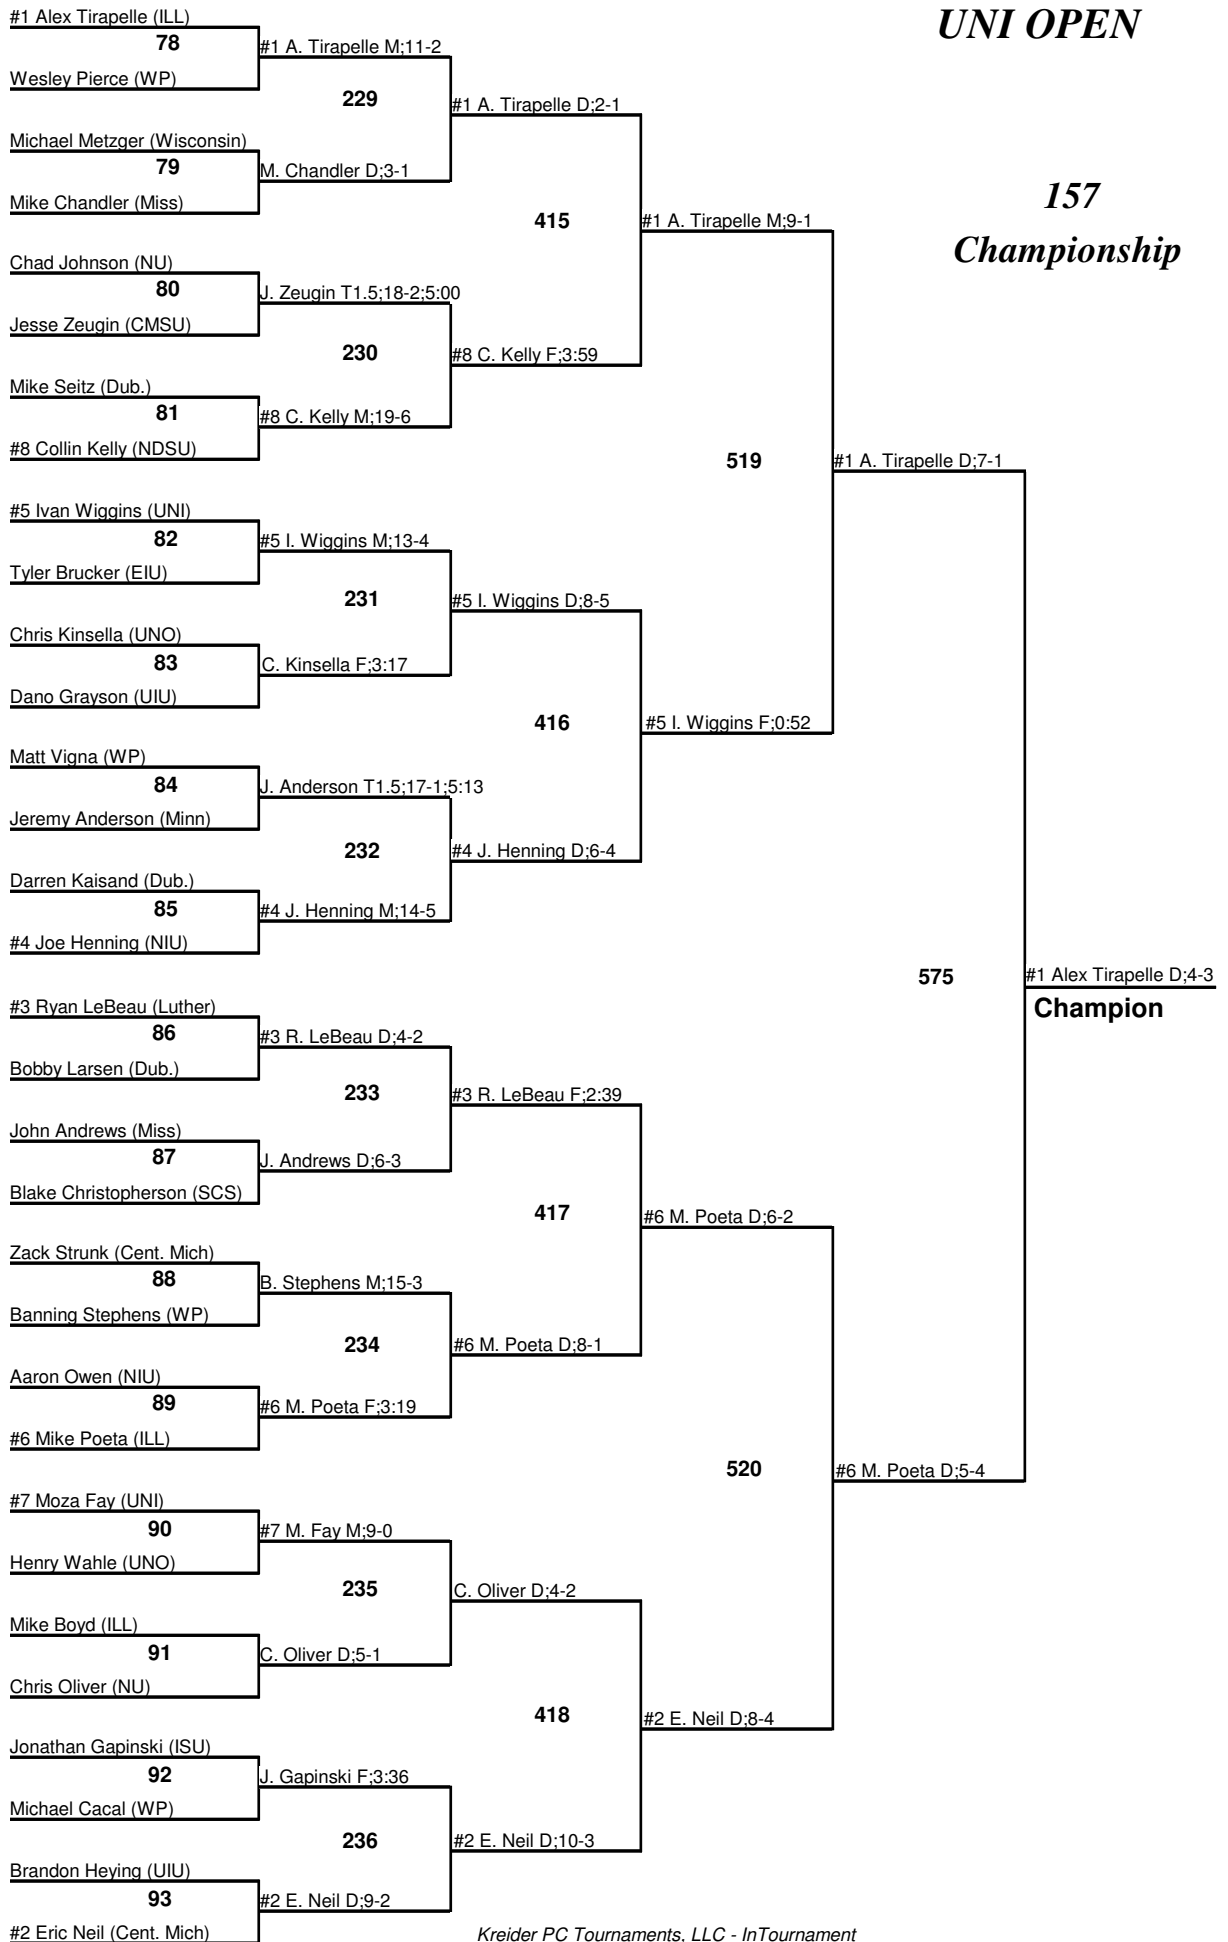 UNI OPEN
157
Championship
#1 Alex Tirapelle (ILL)
78
Wesley Pierce (WP)
#1 A. Tirapelle M;11-2
229
Michael Metzger (Wisconsin)
79
Mike Chandler (Miss)
M. Chandler D;3-1
#1 A. Tirapelle D;2-1
415
Chad Johnson (NU)
80
Jesse Zeugin (CMSU)
J. Zeugin T1.5;18-2;5:00
230
Mike Seitz (Dub.)
81
#8 Collin Kelly (NDSU)
#8 C. Kelly M;19-6
#8 C. Kelly F;3:59
#1 A. Tirapelle M;9-1
519
#5 Ivan Wiggins (UNI)
82
Tyler Brucker (EIU)
#5 I. Wiggins M;13-4
231
Chris Kinsella (UNO)
83
Dano Grayson (UIU)
C. Kinsella F;3:17
#5 I. Wiggins D;8-5
416
Matt Vigna (WP)
84
Jeremy Anderson (Minn)
J. Anderson T1.5;17-1;5:13
232
Darren Kaisand (Dub.)
85
#4 Joe Henning (NIU)
#4 J. Henning M;14-5
#4 J. Henning D;6-4
#5 I. Wiggins F;0:52
#1 A. Tirapelle D;7-1
575
#1 Alex Tirapelle D;4-3
Champion
#3 Ryan LeBeau (Luther)
86
Bobby Larsen (Dub.)
#3 R. LeBeau D;4-2
233
John Andrews (Miss)
87
Blake Christopherson (SCS)
J. Andrews D;6-3
#3 R. LeBeau F;2:39
417
Zack Strunk (Cent. Mich)
88
Banning Stephens (WP)
B. Stephens M;15-3
234
Aaron Owen (NIU)
89
#6 Mike Poeta (ILL)
#6 M. Poeta F;3:19
#6 M. Poeta D;8-1
#6 M. Poeta D;6-2
520
#6 M. Poeta D;5-4
#7 Moza Fay (UNI)
90
Henry Wahle (UNO)
#7 M. Fay M;9-0
235
Mike Boyd (ILL)
91
Chris Oliver (NU)
C. Oliver D;5-1
C. Oliver D;4-2
418
Jonathan Gapinski (ISU)
92
Michael Cacal (WP)
J. Gapinski F;3:36
236
Brandon Heying (UIU)
93
#2 Eric Neil (Cent. Mich)
#2 E. Neil D;9-2
#2 E. Neil D;10-3
#2 E. Neil D;8-4
Kreider PC Tournaments, LLC - InTournament